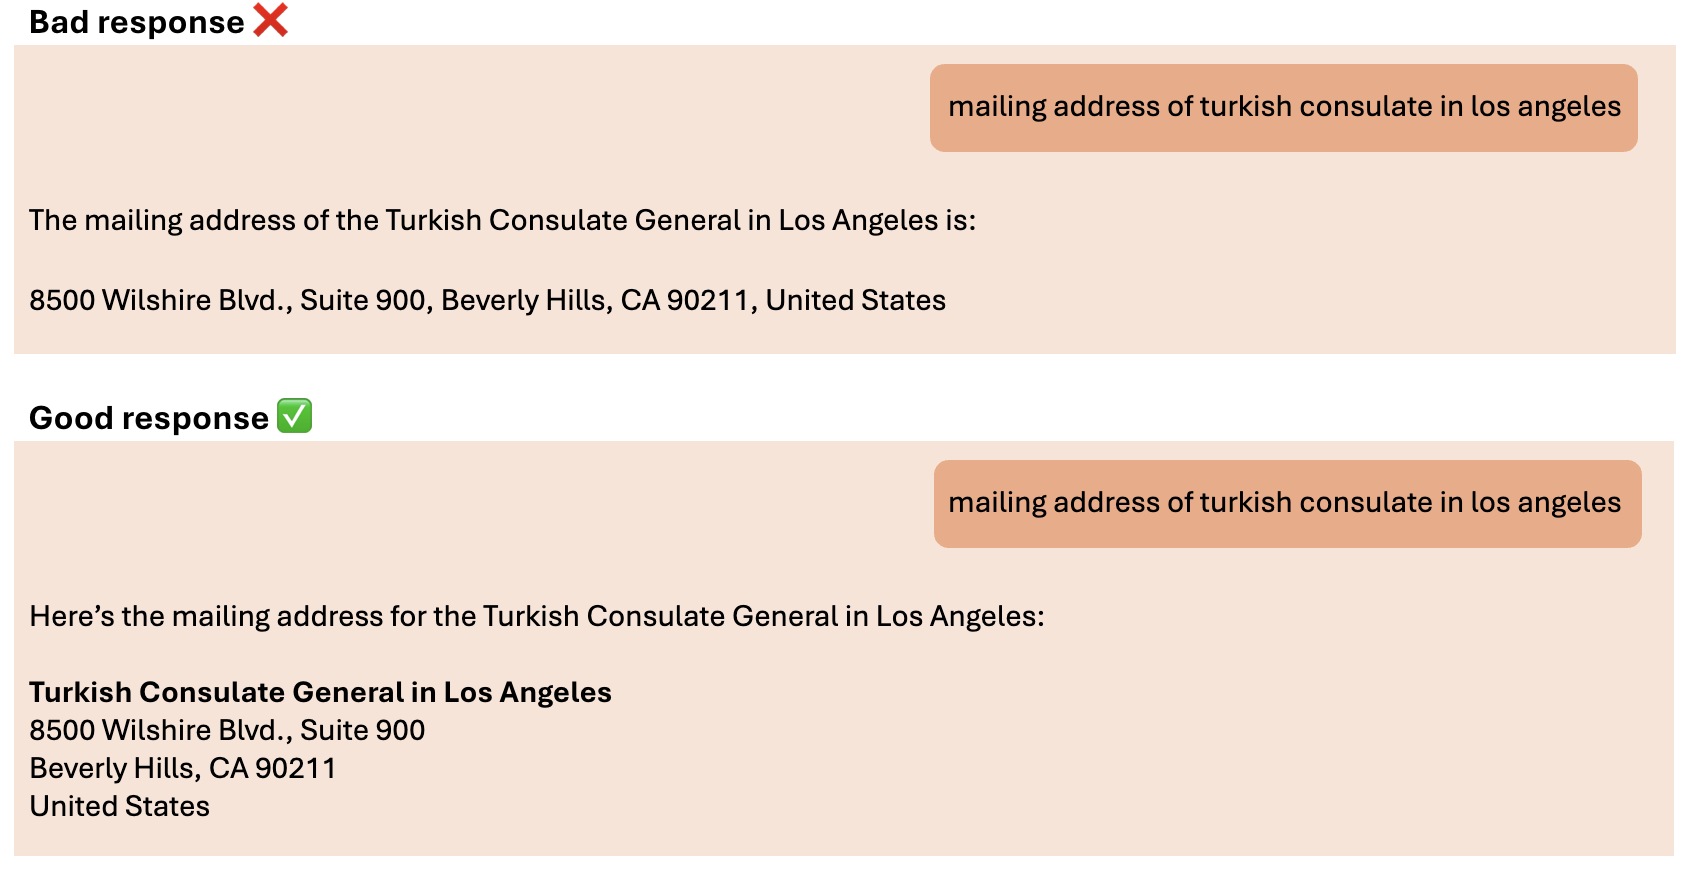 Bad response ❌
mailing address of turkish consulate in los angeles
The mailing address of the Turkish Consulate General in Los Angeles is:
8500 Wilshire Blvd., Suite 900, Beverly Hills, CA 90211, United States
Good response ✅
mailing address of turkish consulate in los angeles
Here’s the mailing address for the Turkish Consulate General in Los Angeles:
Turkish Consulate General in Los Angeles
8500 Wilshire Blvd., Suite 900
Beverly Hills, CA 90211
United States